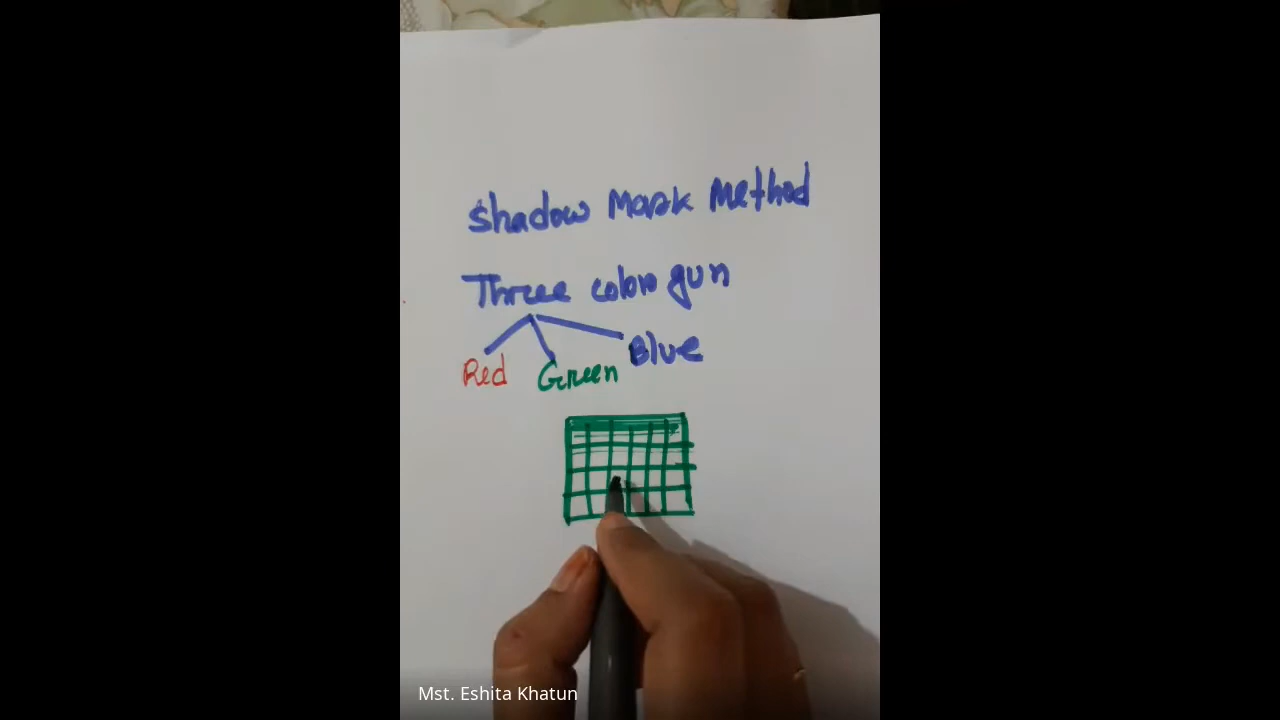 Shadow Mask Method
Three color gun
Red Green Blue
Mst. Eshita Khatun